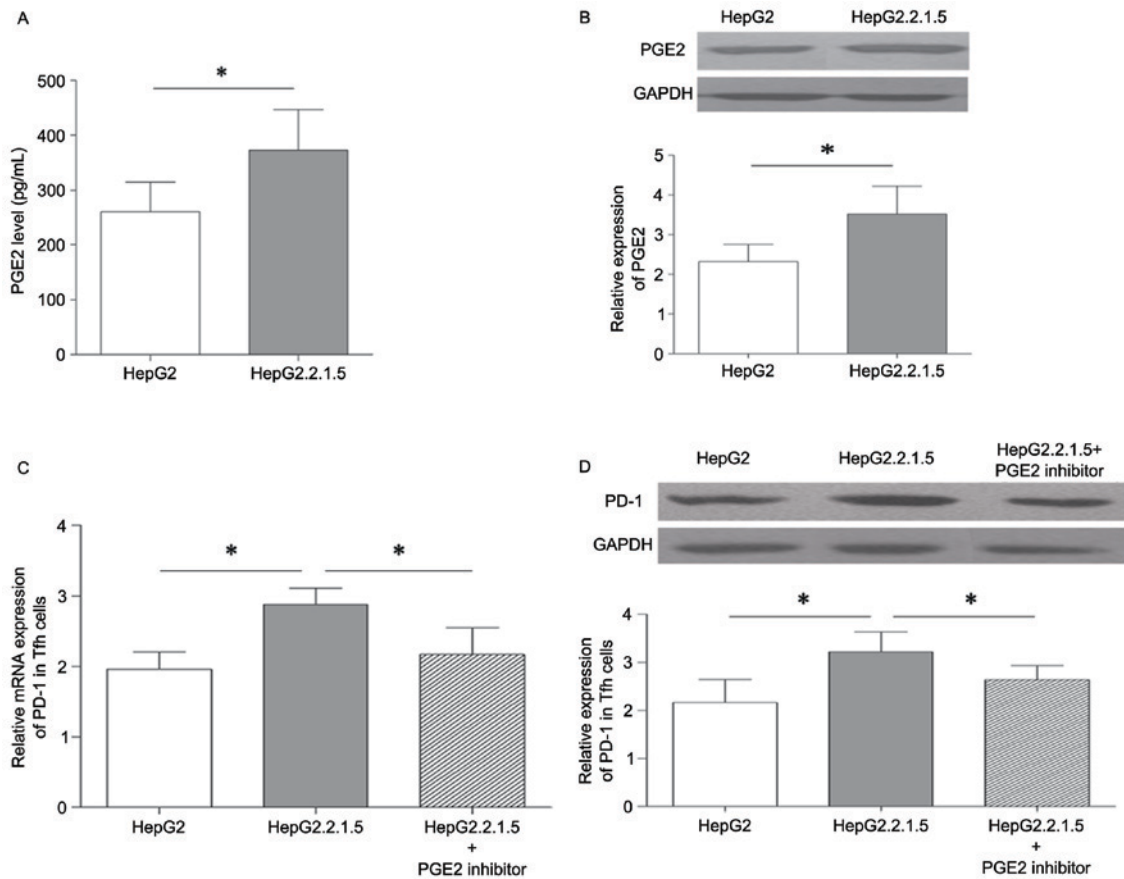 A
*
500
400
300
200
100
0
PGE2 level (pg/mL)
HepG2 HepG2.2.1.5
B
HepG2 HepG2.2.1.5
PGE2
GAPDH
*
5
4
3
2
1
0
Relative expression
of PGE2
HepG2 HepG2.2.1.5
C
* *
4
3
2
1
0
Relative mRNA expression
of PD-1 in Tfh cells
HepG2 HepG2.2.1.5 HepG2.2.1.5
+
PGE2 inhibitor
D
HepG2 HepG2.2.1.5 HepG2.2.1.5+
PGE2 inhibitor
PD-1
GAPDH
* *
4
3
2
1
0
Relative expression
of PD-1 in Tfh cells
HepG2 HepG2.2.1.5 HepG2.2.1.5
+
PGE2 inhibitor